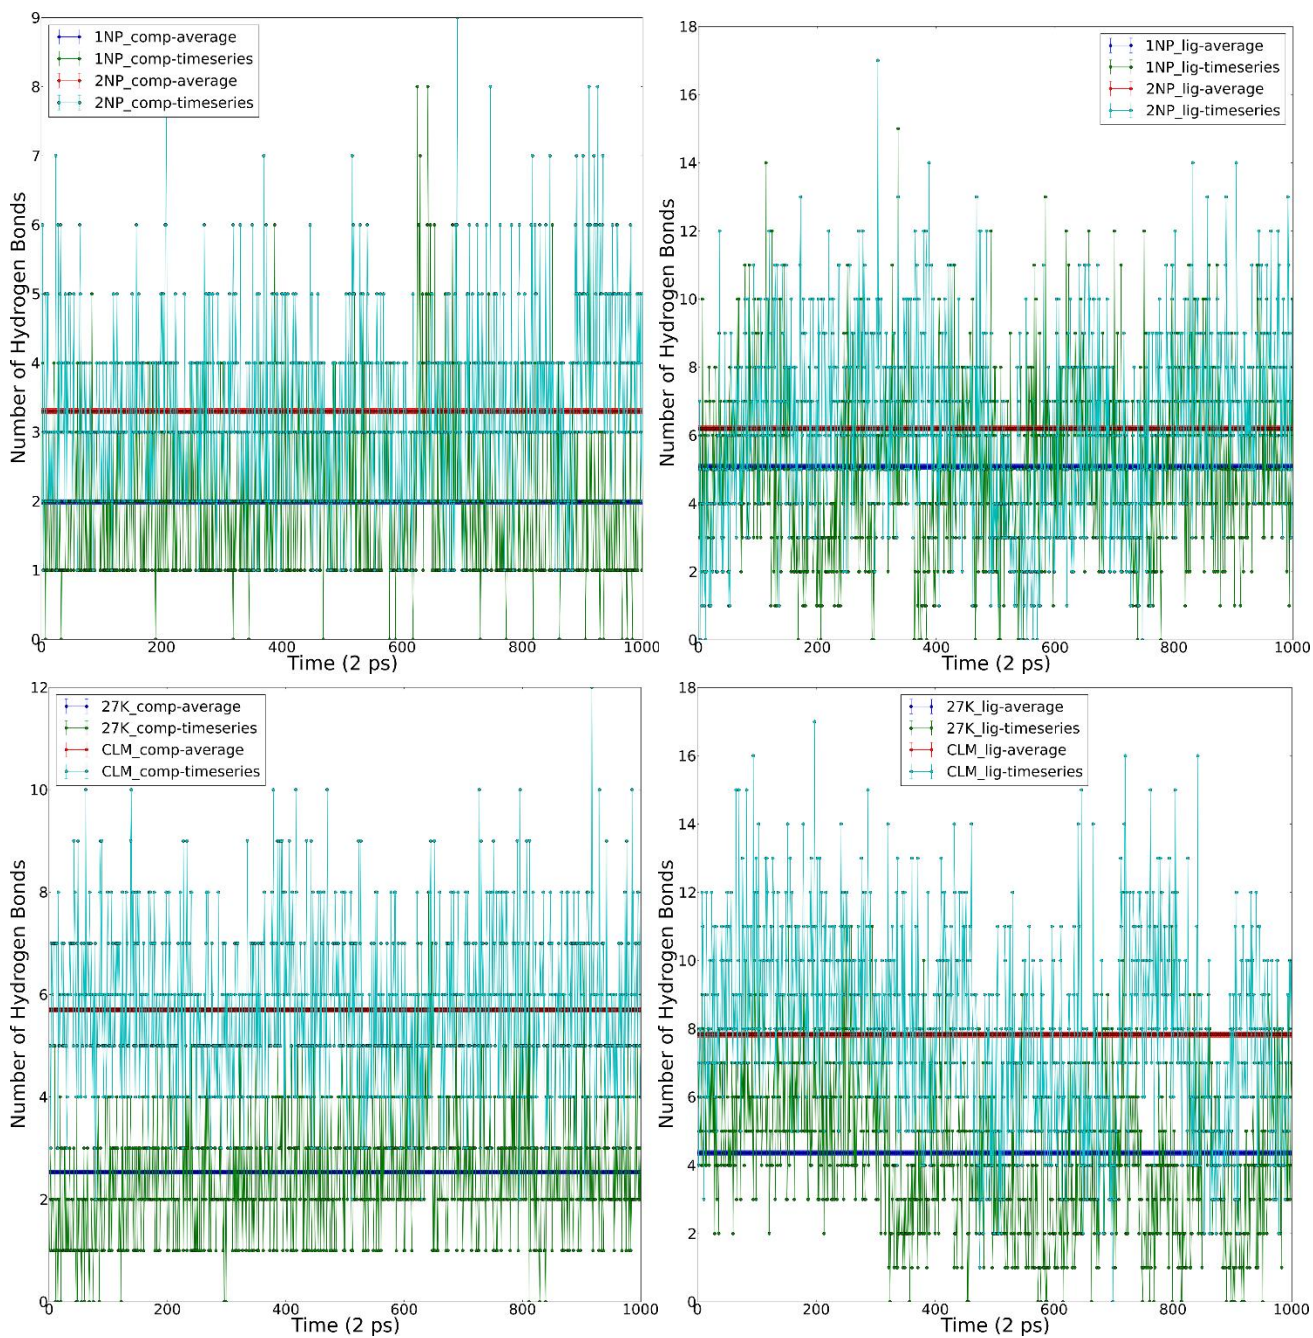 1NP_comp-average
1NP_comp-timeseries
2NP_comp-average
2NP_comp-timeseries
Number of Hydrogen Bonds
9
8
7
6
5
4
3
2
1
0
0 200 400 600 800 1000
Time (2 ps)
1NP_lig-average
1NP_lig-timeseries
2NP_lig-average
2NP_lig-timeseries
Number of Hydrogen Bonds
18
16
14
12
10
8
6
4
2
0
0 200 400 600 800 1000
Time (2 ps)
27K_comp-average
27K_comp-timeseries
CLM_comp-average
CLM_comp-timeseries
Number of Hydrogen Bonds
12
10
8
6
4
2
0
0 200 400 600 800 1000
Time (2 ps)
27K_lig-average
27K_lig-timeseries
CLM_lig-average
CLM_lig-timeseries
Number of Hydrogen Bonds
18
16
14
12
10
8
6
4
2
0
0 200 400 600 800 1000
Time (2 ps)